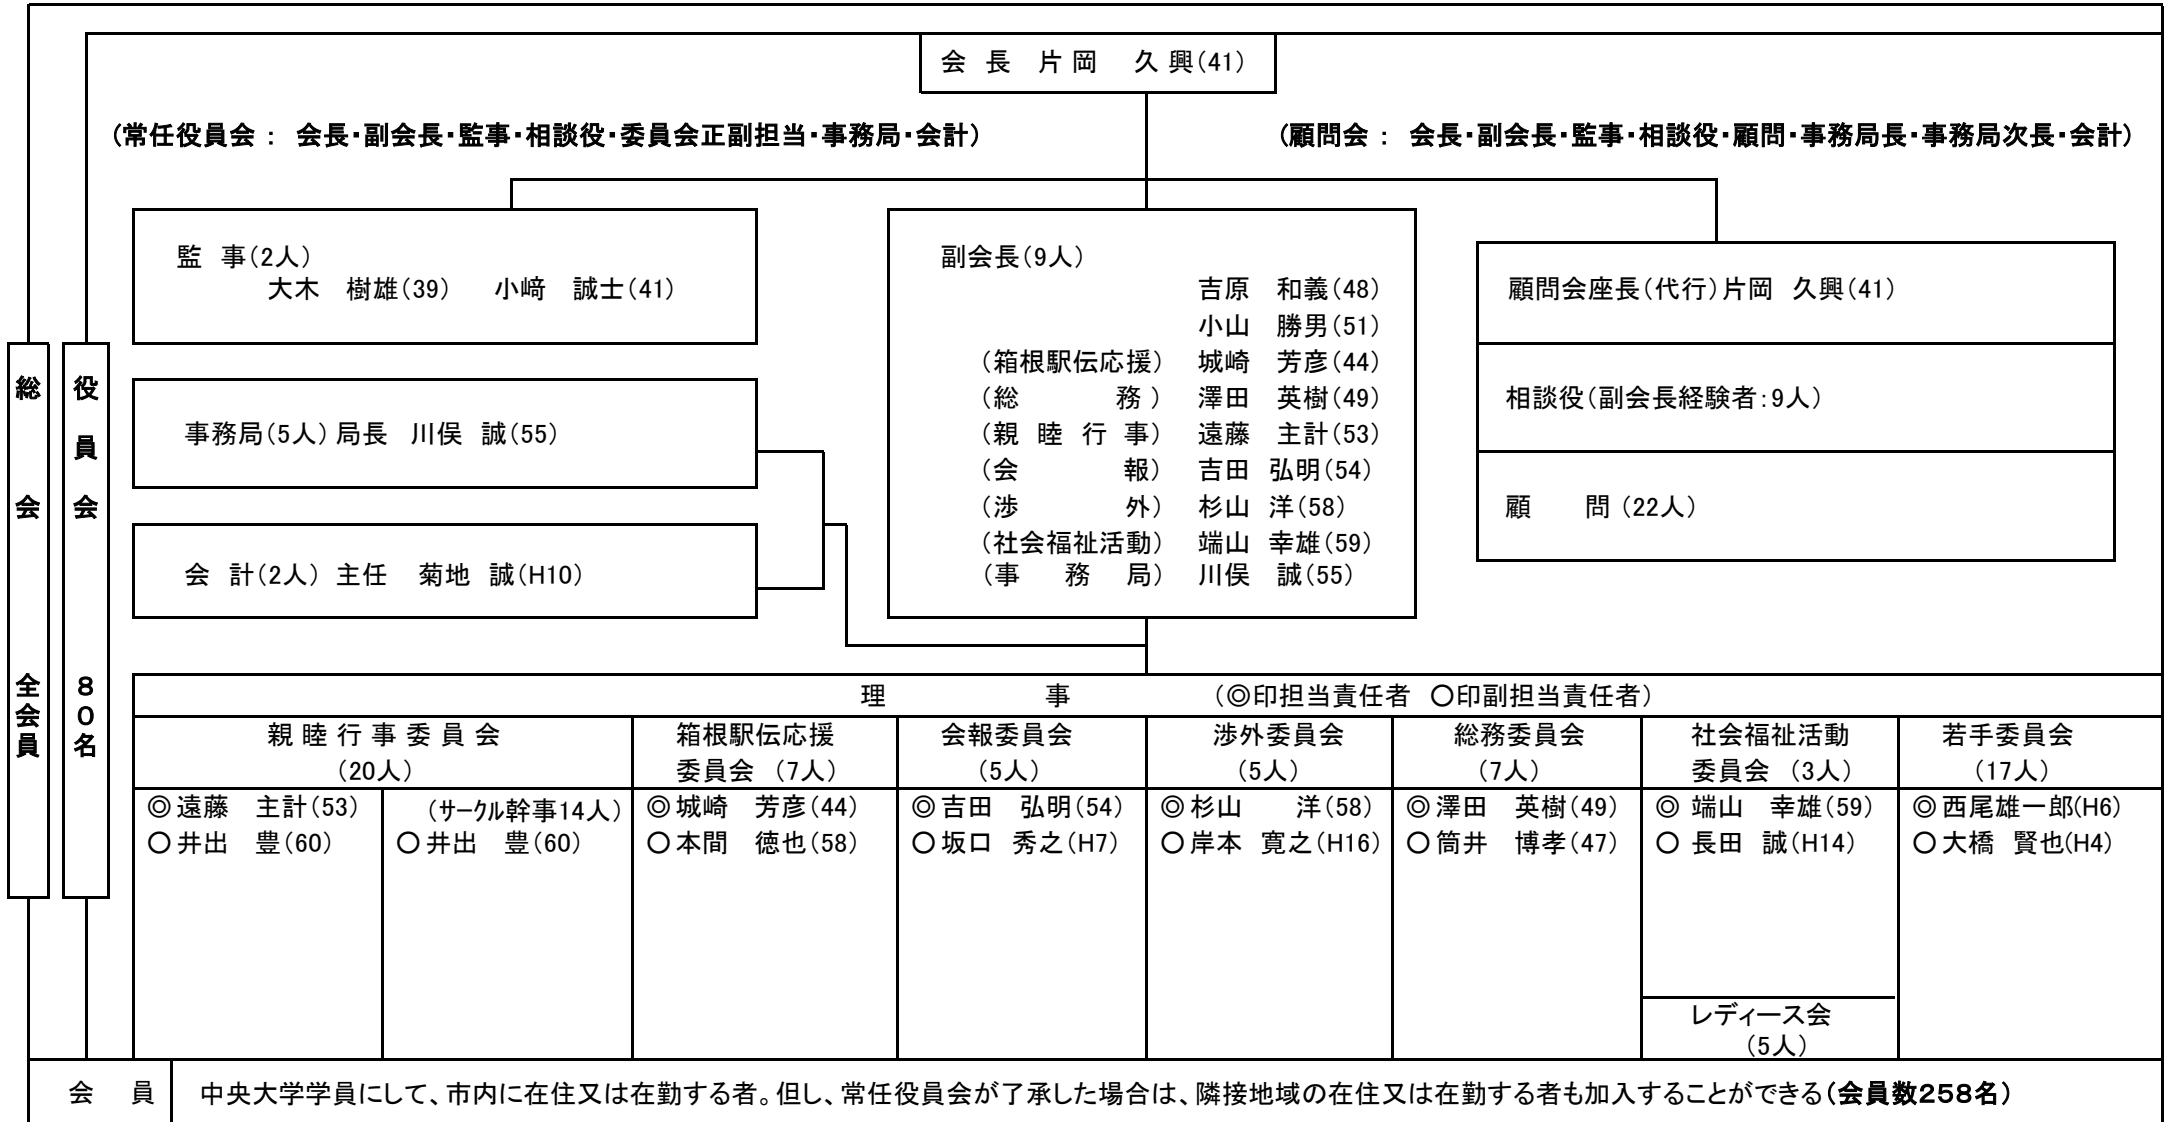 会 長 片 岡 久 興(41)
(常任役員会： 会長・副会長・監事・相談役・委員会正副担当・事務局・会計)
(顧問会： 会長・副会長・監事・相談役・顧問・事務局長・事務局次長・会計)
監 事(2人)
大木 樹雄(39) 小﨑 誠士(41)
事務局(5人) 局長 川俣 誠(55)
会 計(2人) 主任 菊地 誠(H10)
副会長(9人)
吉原 和義(48)
小山 勝男(51)
(箱根駅伝応援) 城崎 芳彦(44)
(総 務) 澤田 英樹(49)
(親 睦 行 事) 遠藤 主計(53)
(会 報) 吉田 弘明(54)
(渉 外) 杉山 洋(58)
(社会福祉活動) 端山 幸雄(59)
(事 務 局) 川俣 誠(55)
顧問会座長(代行)片岡 久興(41)
相談役(副会長経験者：9人)
顧 問 (22人)
総 会 全会員
役 員 会 80名
理 事 (◎印担当責任者 ○印副担当責任者)
親 睦 行 事 委 員 会
(20人)
◎遠藤 主計(53)
○井出 豊(60)
(サークル幹事14人)
○井出 豊(60)
箱根駅伝応援
委員会 (7人)
◎城崎 芳彦(44)
○本間 徳也(58)
会報委員会
(5人)
◎吉田 弘明(54)
○坂口 秀之(H7)
渉外委員会
(5人)
◎杉山 洋(58)
○岸本 寛之(H16)
総務委員会
(7人)
◎澤田 英樹(49)
○筒井 博孝(47)
社会福祉活動
委員会 (3人)
◎ 端山 幸雄(59)
○ 長田 誠(H14)
レディース会
(5人)
若手委員会
(17人)
◎西尾雄一郎(H6)
○大橋 賢也(H4)
会 員
中央大学学員にして、市内に在住又は在勤する者。但し、常任役員会が了承した場合は、隣接地域の在住又は在勤する者も加入することができる(会員数258名)